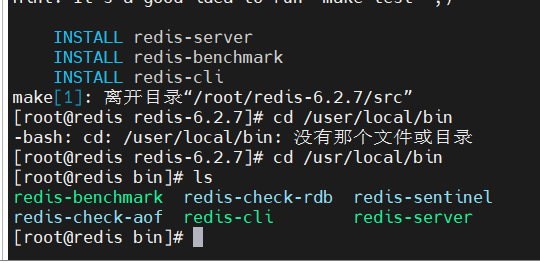 Hint: It's a good idea to run 'make test' ;)
INSTALL redis-server
INSTALL redis-benchmark
INSTALL redis-cli
make[1]: 离开目录“/root/redis-6.2.7/src”
[root@redis redis-6.2.7]# cd /user/local/bin
-bash: cd: /user/local/bin: 没有那个文件或目录
[root@redis redis-6.2.7]# cd /usr/local/bin
[root@redis bin]# ls
redis-benchmark redis-check-rdb redis-sentinel
redis-check-aof redis-cli redis-server
[root@redis bin]#